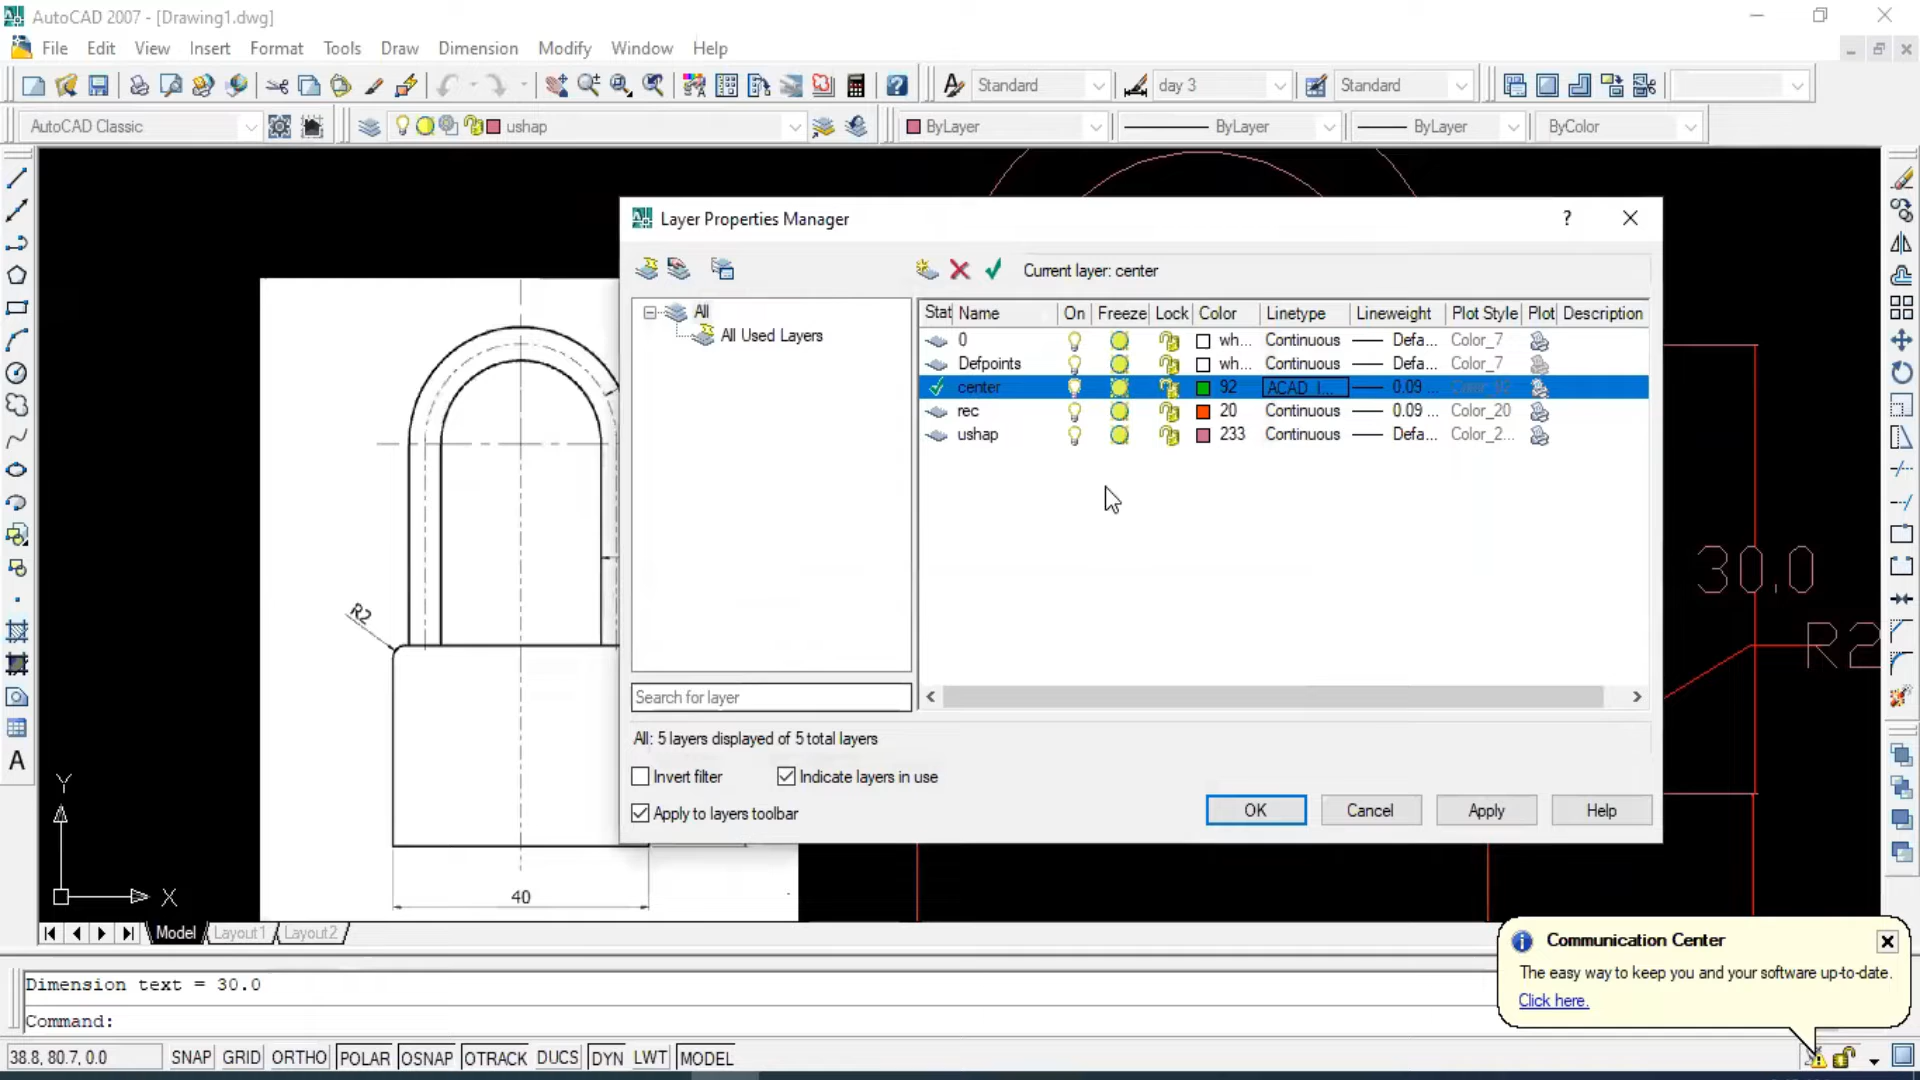 AutoCAD 2007 - [Drawing1.dwg]
File Edit View Insert Format Tools Draw Dimension Modify Window Help
Standard day 3 Standard
AutoCAD Classic ushap ByLayer ByLayer ByLayer ByColor
Layer Properties Manager ?
Current layer: center
Stat Name On Freeze Lock Color Linetype Lineweight Plot Style Plot Description
All
All Used Layers
0 wh... Continuous Defa... Color_7
Defpoints wh... Continuous Defa... Color_7
center 92 ACAD_I... 0.09 ...
rec 20 Continuous 0.09 ... Color_20
ushap 233 Continuous Defa... Color_2...
Search for layer
All: 5 layers displayed of 5 total layers
Invert filter Indicate layers in use
Apply to layers toolbar
OK Cancel Apply Help
R2
40
30.0
R2
Y
X
Model Layout1 Layout2
Communication Center
The easy way to keep you and your software up-to-date.
Click here.
Dimension text = 30.0
Command:
38.8, 80.7, 0.0 SNAP GRID ORTHO POLAR OSNAP OTRACK DUCS DYN LWT MODEL